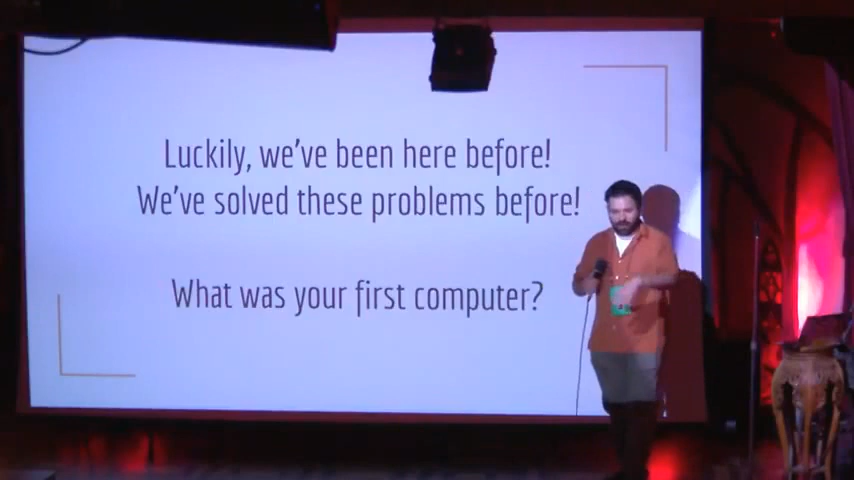 Luckily, we've been here before!
We've solved these problems before!
What was your first computer?